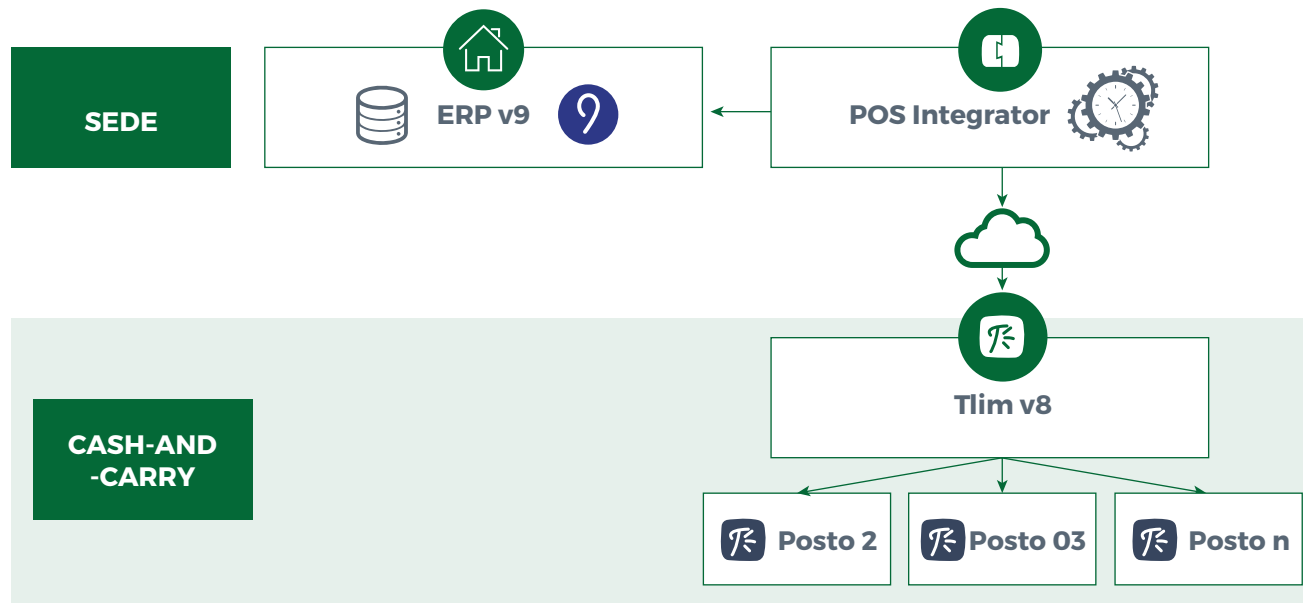 SEDE
ERP v9
POS Integrator
Tlim v8
CASH-AND
-CARRY
Posto 2
Posto 03
Posto n